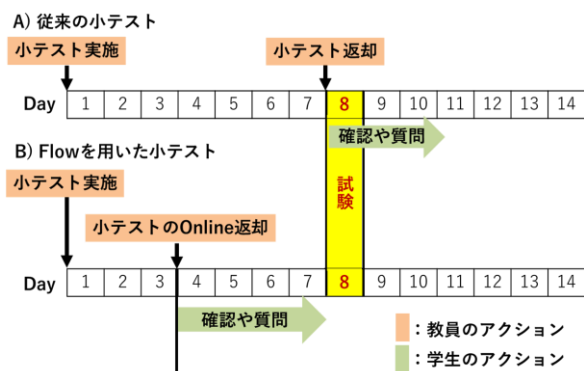 A) 従来の小テスト
小テスト実施
小テスト返却
Day 1 2 3 4 5 6 7 8 9 10 11 12 13 14
確認や質問
B) Flowを用いた小テスト
試験
小テスト実施
小テストのOnline返却
Day 1 2 3 4 5 6 7 8 9 10 11 12 13 14
確認や質問
：教員のアクション
：学生のアクション